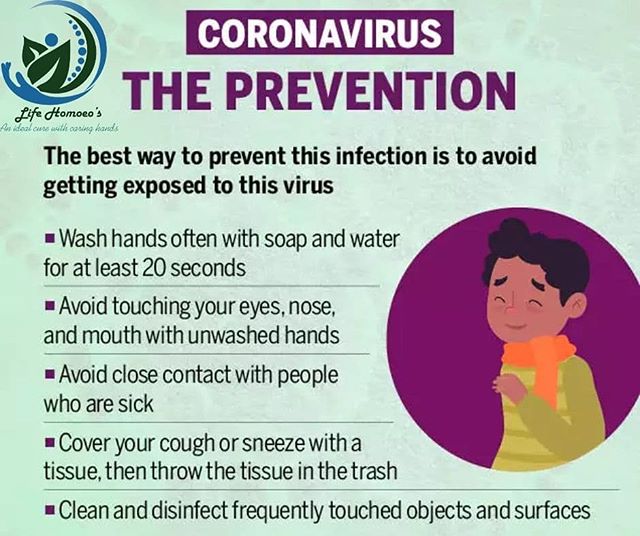 CORONAVIRUS
THE PREVENTION
Life Homoeo's
An ideal cure with caring hands
The best way to prevent this infection is to avoid
getting exposed to this virus
▪ Wash hands often with soap and water
for at least 20 seconds
▪ Avoid touching your eyes, nose,
and mouth with unwashed hands
▪ Avoid close contact with people
who are sick
▪ Cover your cough or sneeze with a
tissue, then throw the tissue in the trash
▪ Clean and disinfect frequently touched objects and surfaces